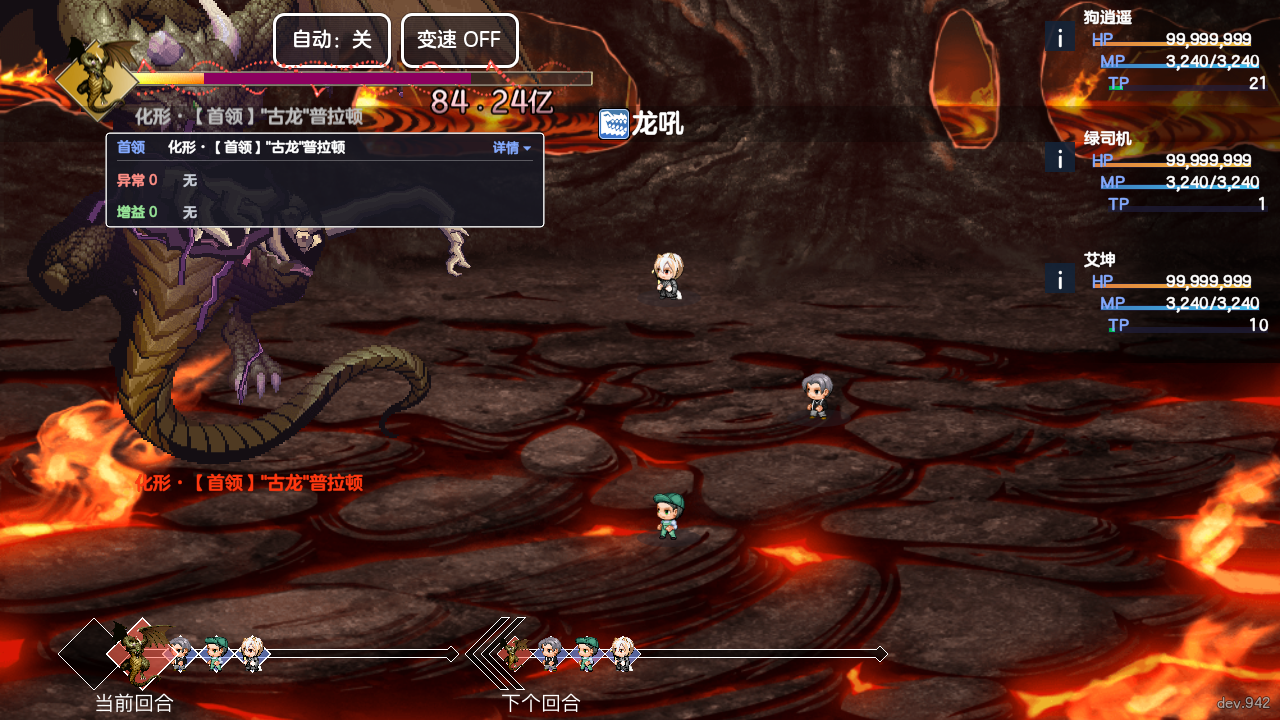 自动：关
变速 OFF
84.24亿
化形·【首领】"古龙"普拉顿
龙吼
首领 化形·【首领】"古龙"普拉顿 详情
异常 0 无
增益 0 无
狗逍遥
HP 99,999,999
MP 3,240/3,240
TP 21
绿司机
HP 99,999,999
MP 3,240/3,240
TP 1
艾坤
HP 99,999,999
MP 3,240/3,240
TP 10
化形·【首领】"古龙"普拉顿
当前回合
下个回合
dev.942